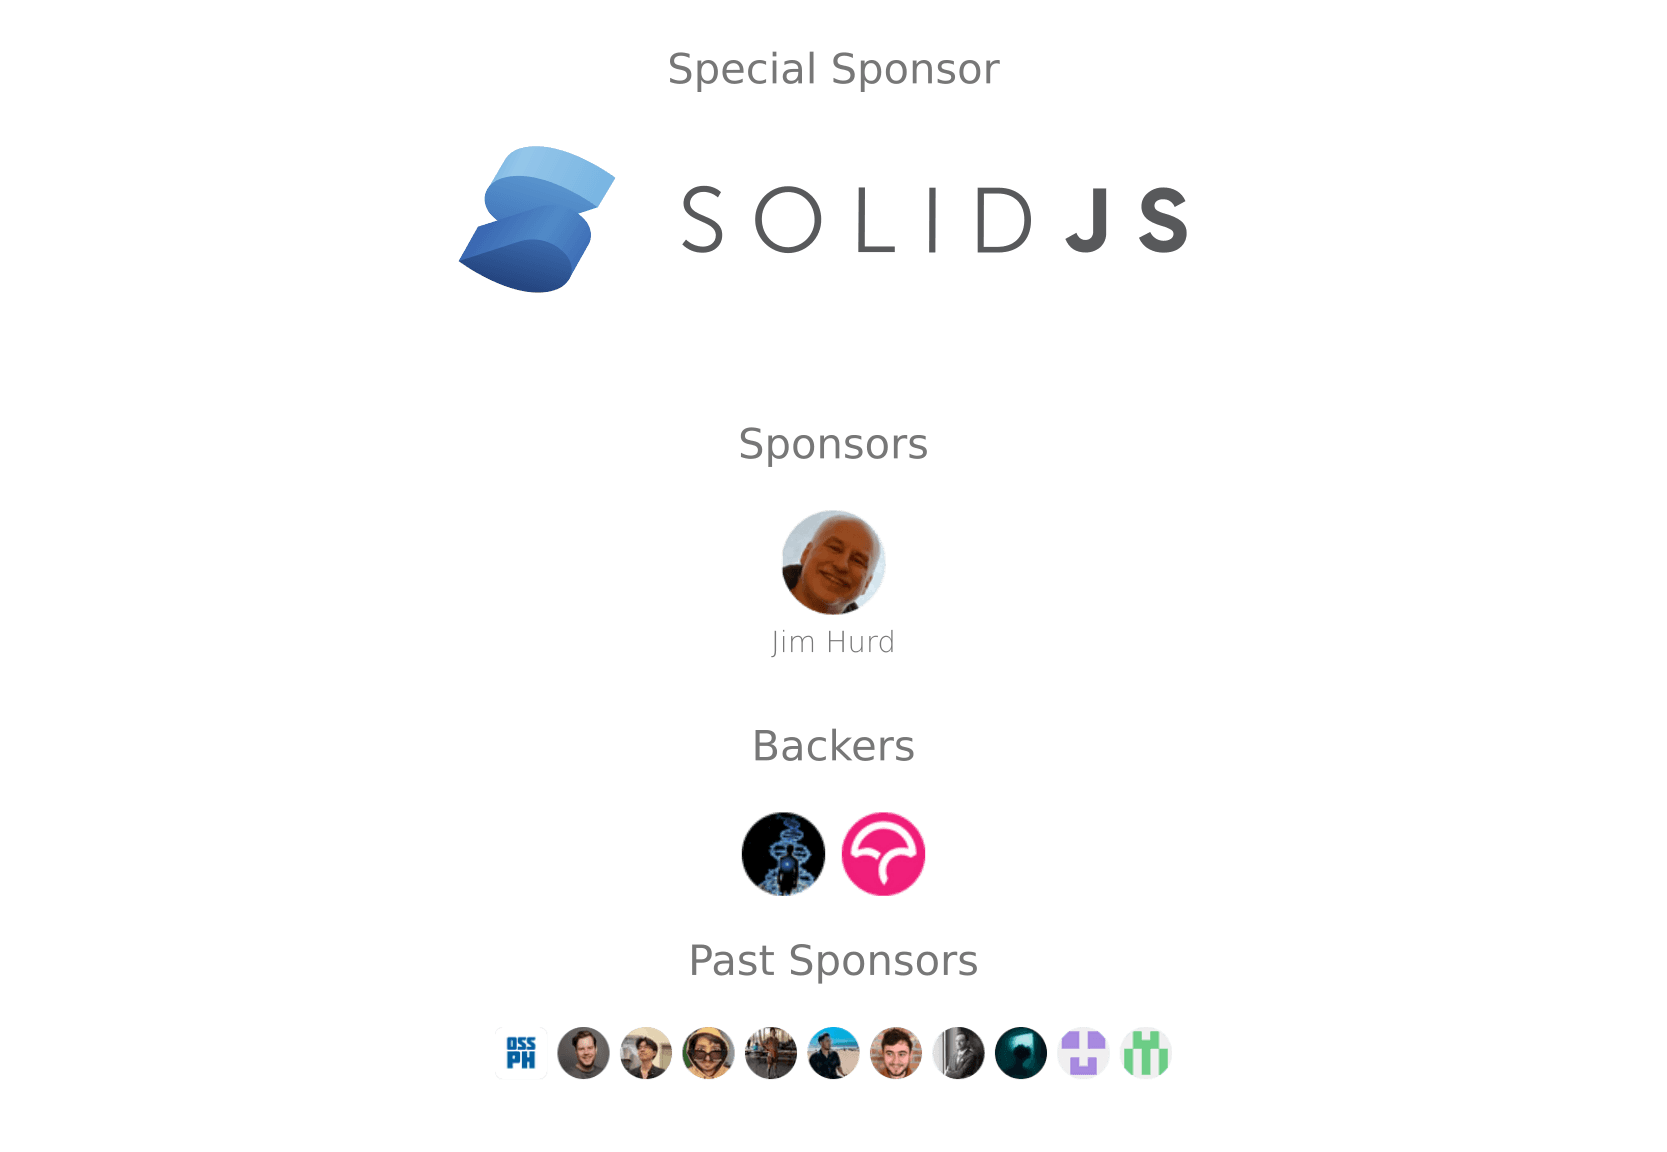 Special Sponsor
SOLIDJS
Sponsors
Jim Hurd
Backers
Past Sponsors
OSS
PH